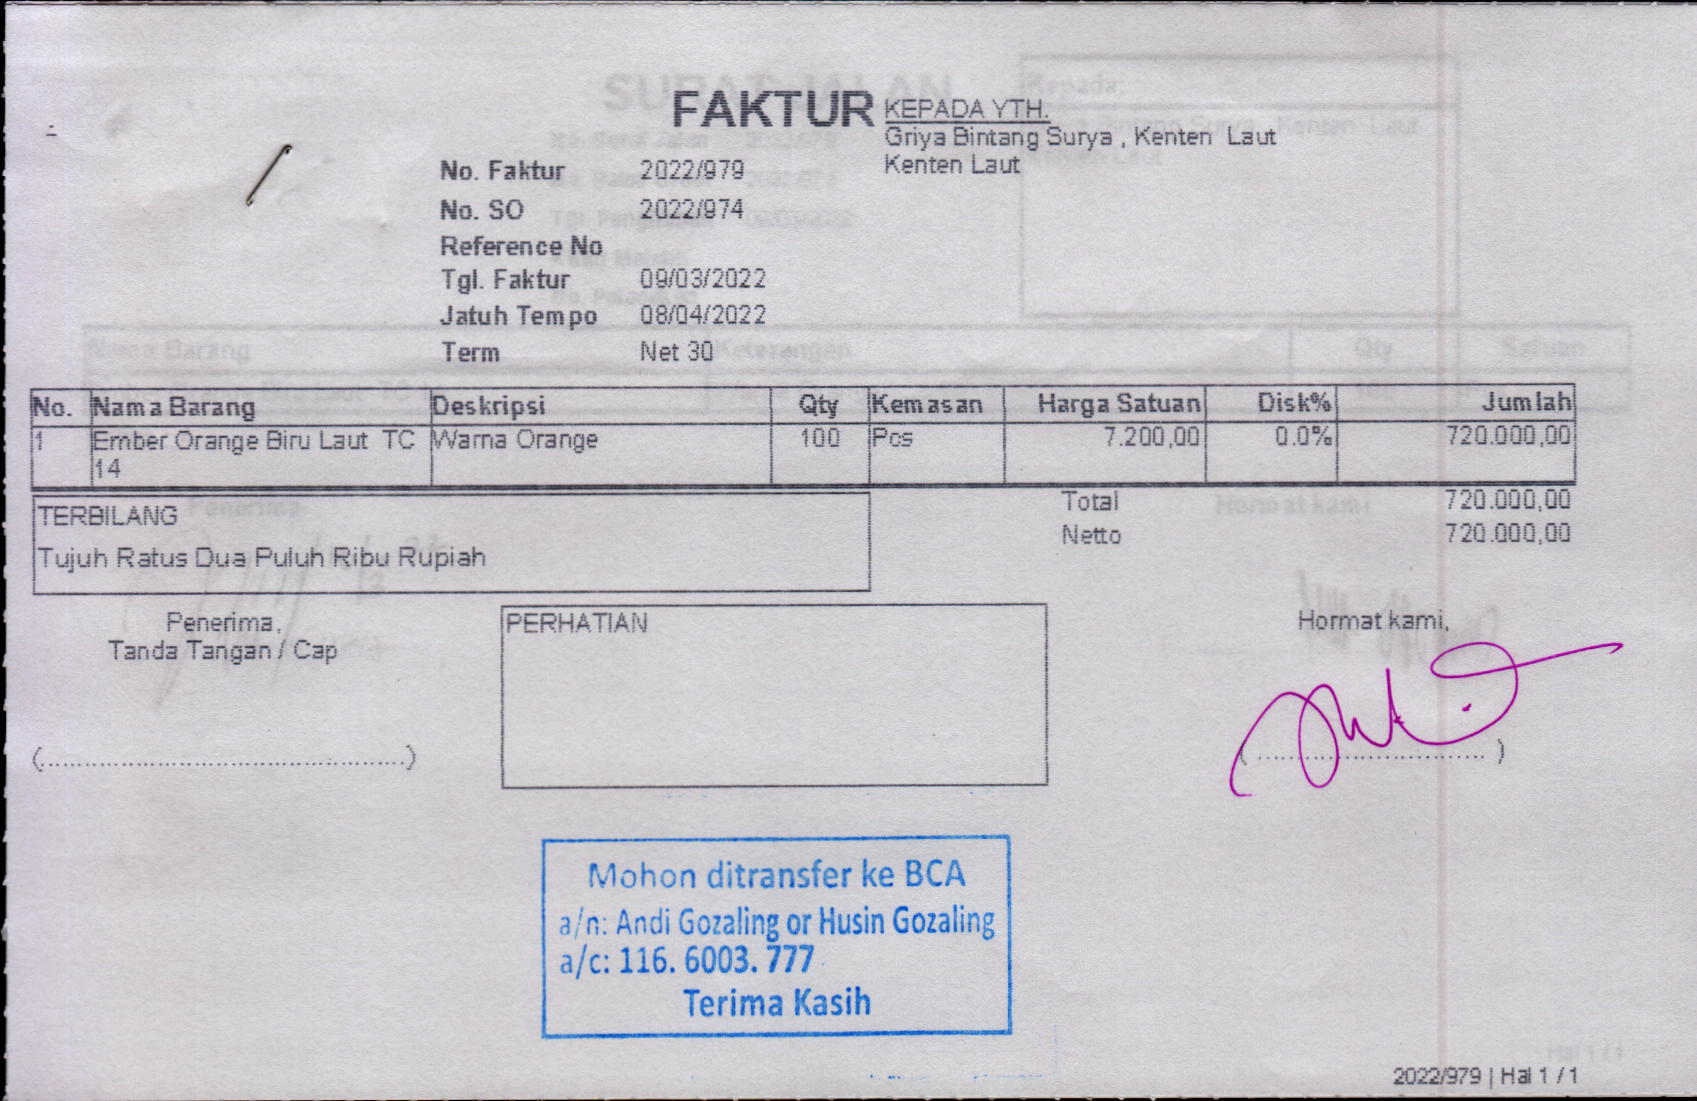 FAKTUR
KEPADA YTH.
Griya Bintang Surya , Kenten Laut
Kenten Laut
No. Faktur 2022/979
No. SO 2022/974
Reference No
Tgl. Faktur 09/03/2022
Jatuh Tempo 08/04/2022
Term Net 30
No. Nama Barang Deskripsi Qty Kemasan Harga Satuan Disk% Jumlah
1 Ember Orange Biru Laut TC Warna Orange 100 Pcs 7.200,00 0.0% 720.000,00
14
Total 720.000,00
Netto 720.000,00
TERBILANG
Tujuh Ratus Dua Puluh Ribu Rupiah
Penerima,
Tanda Tangan / Cap
(..............................................)
PERHATIAN
Hormat kami,
( ............................. )
Mohon ditransfer ke BCA
a/n: Andi Gozaling or Husin Gozaling
a/c: 116. 6003. 777
Terima Kasih
2022/979 | Hal 1 / 1